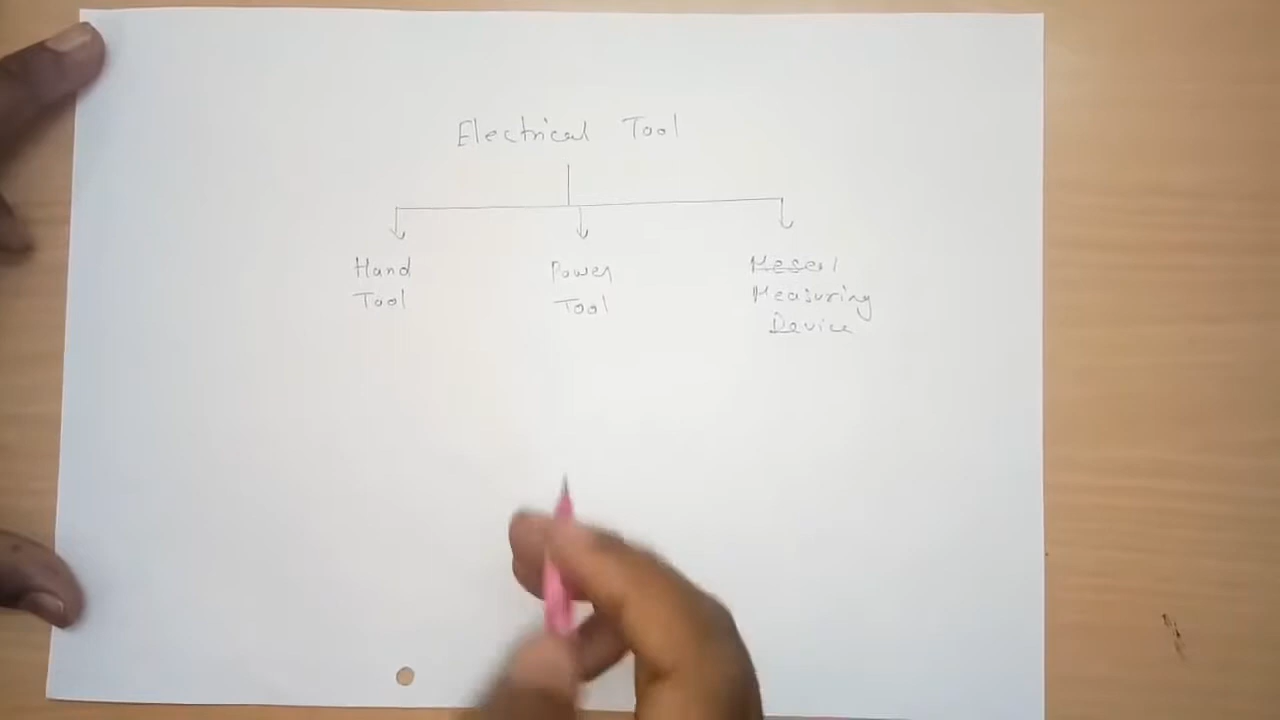 Electrical Tool
Hand
Tool
Power
Tool
Measuring
Device